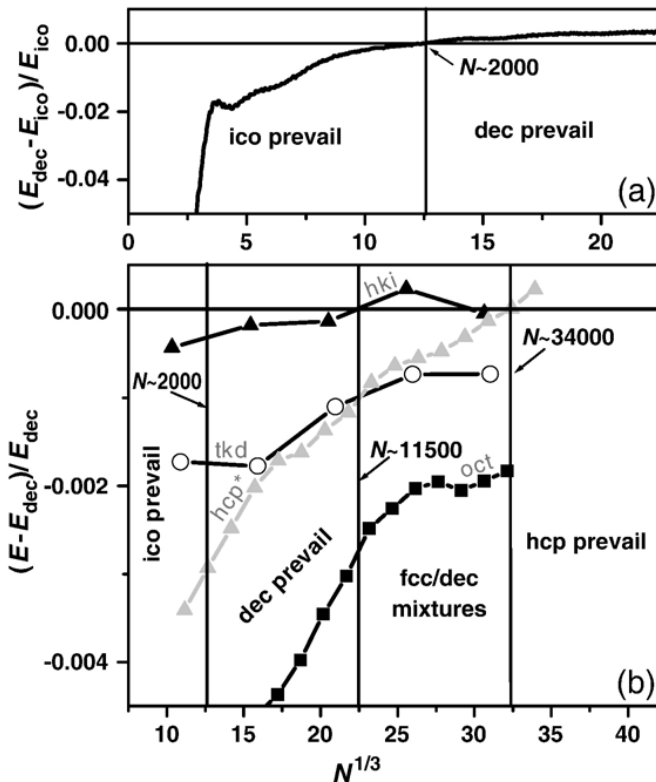 (E_dec-E_ico)/E_ico
0.00
-0.02
-0.04
N~2000
ico prevail
dec prevail
(a)
0 5 10 15 20
(E-E_dec)/E_dec
0.000
-0.002
-0.004
hki
N~2000
N~34000
tkd
hcp*
N~11500
oct
ico prevail
dec prevail
fcc/dec
mixtures
hcp prevail
(b)
10 15 20 25 30 35 40
N^1/3